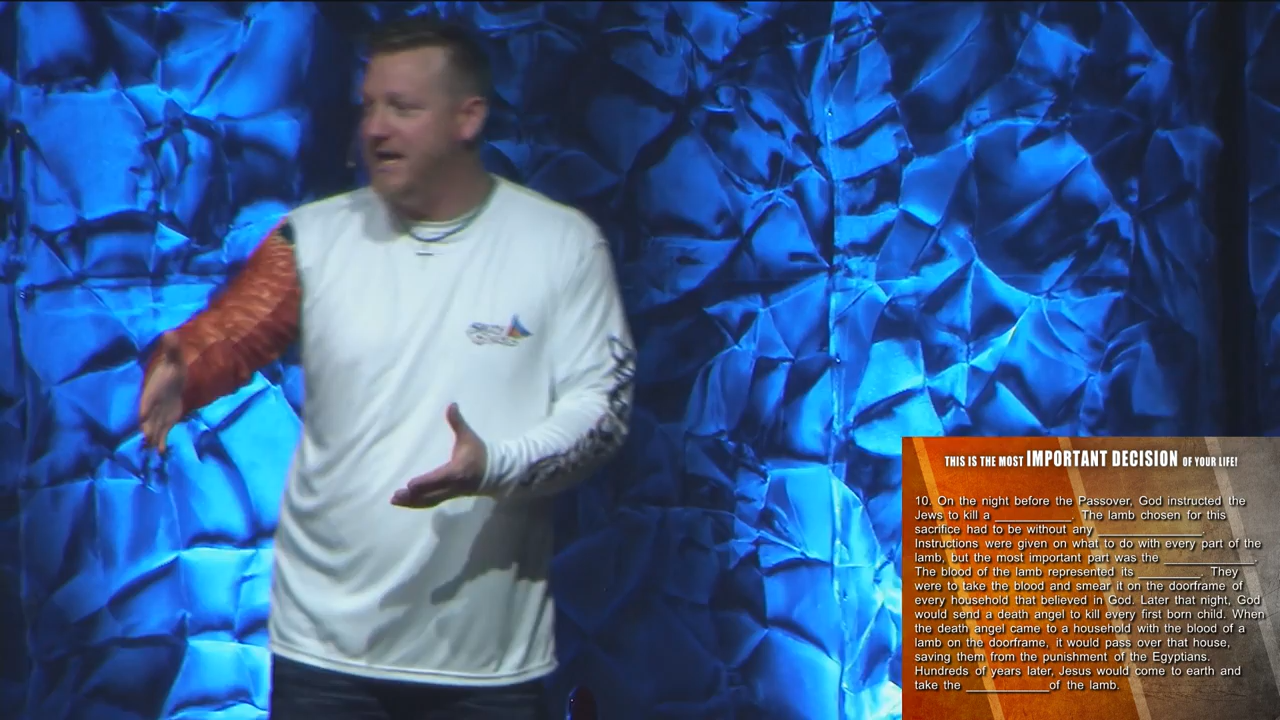 THIS IS THE MOST IMPORTANT DECISION OF YOUR LIFE!
10. On the night before the Passover, God instructed the
Jews to kill a ____________. The lamb chosen for this
sacrifice had to be without any ________________.
Instructions were given on what to do with every part of the
lamb, but the most important part was the ______________.
The blood of the lamb represented its __________. They
were to take the blood and smear it on the doorframe of
every household that believed in God. Later that night, God
would send a death angel to kill every first born child. When
the death angel came to a household with the blood of a
lamb on the doorframe, it would pass over that house,
saving them from the punishment of the Egyptians.
Hundreds of years later, Jesus would come to earth and
take the _____________of the lamb.